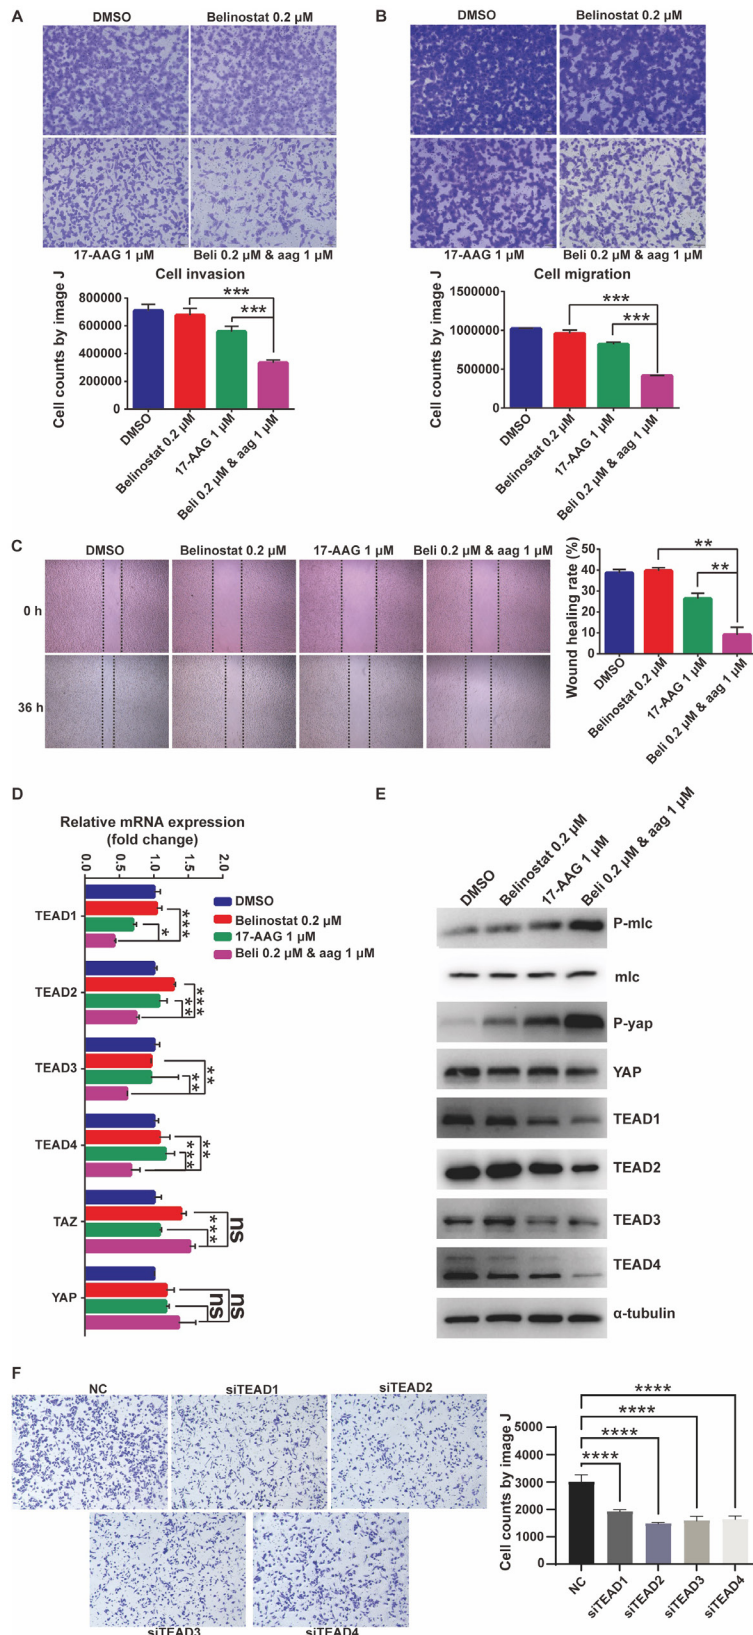 A
DMSO
Belinostat 0.2 µM
17-AAG 1 µM
Beli 0.2 µM & aag 1 µM
Cell invasion
Cell counts by image J
800000
600000
400000
200000
0
***
***
DMSO
Belinostat 0.2 µM
17-AAG 1 µM
Beli 0.2 µM & aag 1 µM
B
DMSO
Belinostat 0.2 µM
17-AAG 1 µM
Beli 0.2 µM & aag 1 µM
Cell migration
Cell counts by image J
1500000
1000000
500000
0
***
***
DMSO
Belinostat 0.2 µM
17-AAG 1 µM
Beli 0.2 µM & aag 1 µM
C
DMSO
Belinostat 0.2 µM
17-AAG 1 µM
Beli 0.2 µM & aag 1 µM
0 h
36 h
Wound healing rate (%)
50
40
30
20
10
0
**
**
DMSO
Belinostat 0.2 µM
17-AAG 1 µM
Beli 0.2 µM & aag 1 µM
D
Relative mRNA expression
(fold change)
0.0
0.5
1.0
1.5
2.0
DMSO
Belinostat 0.2 µM
17-AAG 1 µM
Beli 0.2 µM & aag 1 µM
TEAD1
*
***
TEAD2
**
***
TEAD3
**
**
TEAD4
***
**
TAZ
***
ns
YAP
ns
ns
E
DMSO
Belinostat 0.2 µM
17-AAG 1 µM
Beli 0.2 µM & aag 1 µM
P-mlc
mlc
P-yap
YAP
TEAD1
TEAD2
TEAD3
TEAD4
α-tubulin
F
NC
siTEAD1
siTEAD2
siTEAD3
siTEAD4
Cell counts by image J
5000
4000
3000
2000
1000
0
****
****
****
****
NC
siTEAD1
siTEAD2
siTEAD3
siTEAD4